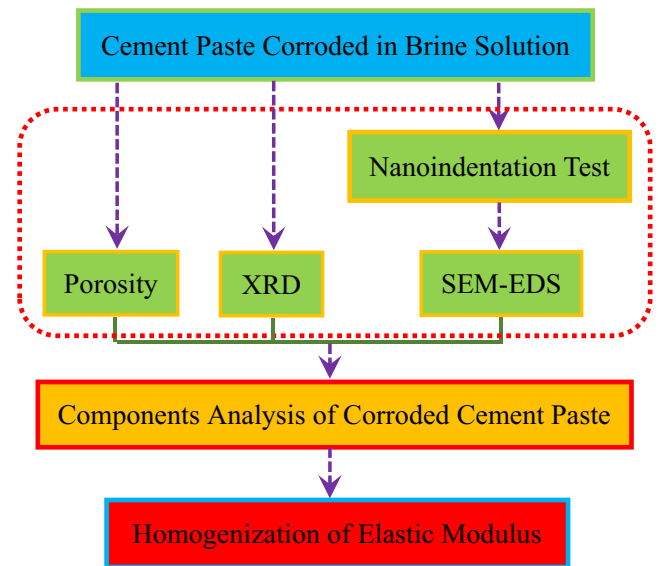 Cement Paste Corroded in Brine Solution
Nanoindentation Test
Porosity
XRD
SEM-EDS
Components Analysis of Corroded Cement Paste
Homogenization of Elastic Modulus